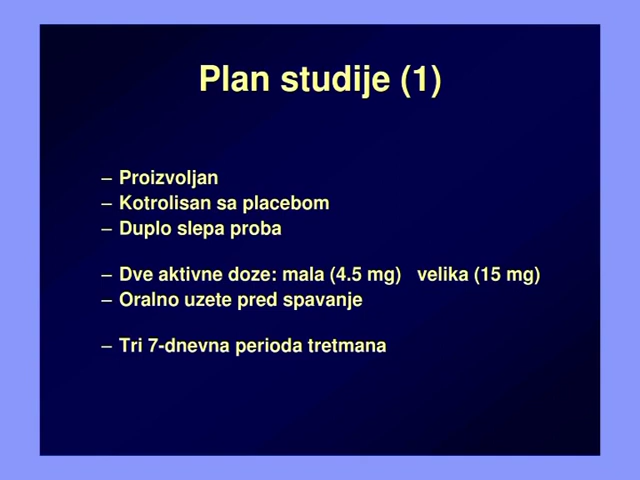 Plan studije (1)
– Proizvoljan
– Kotrolisan sa placebom
– Duplo slepa proba
– Dve aktivne doze: mala (4.5 mg)   velika (15 mg)
– Oralno uzete pred spavanje
– Tri 7-dnevna perioda tretmana